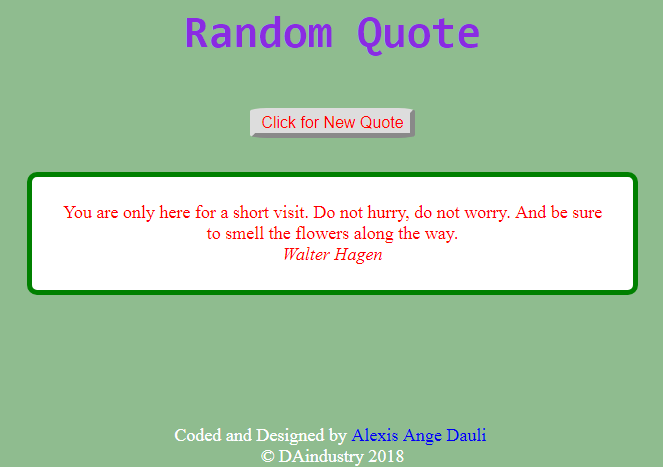 Random Quote
Click for New Quote
You are only here for a short visit. Do not hurry, do not worry. And be sure
to smell the flowers along the way.
Walter Hagen
Coded and Designed by Alexis Ange Dauli
© DAindustry 2018